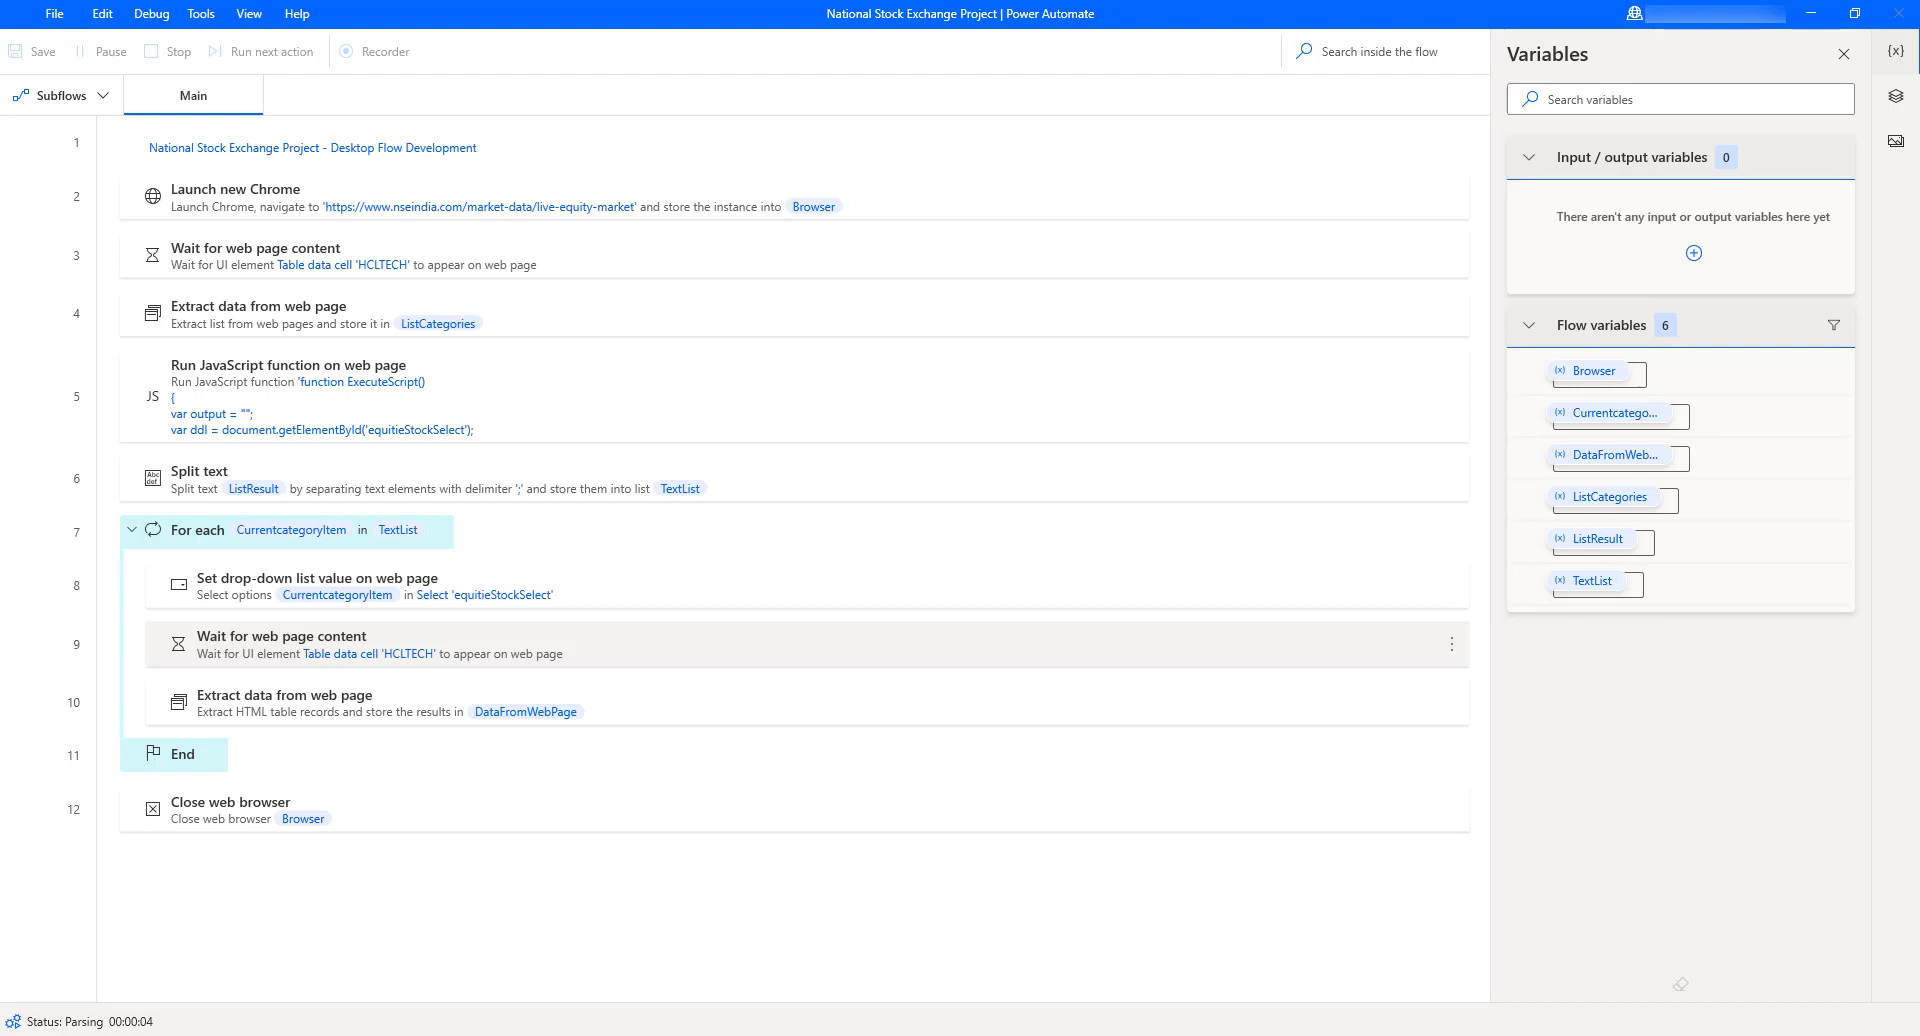 File Edit Debug Tools View Help National Stock Exchange Project | Power Automate
Save Pause Stop Run next action Recorder Search inside the flow
Subflows Main
1 National Stock Exchange Project - Desktop Flow Development
2 Launch new Chrome
Launch Chrome, navigate to 'https://www.nseindia.com/market-data/live-equity-market' and store the instance into Browser
3 Wait for web page content
Wait for UI element Table data cell 'HCLTECH' to appear on web page
4 Extract data from web page
Extract list from web pages and store it in ListCategories
5 JS Run JavaScript function on web page
Run JavaScript function 'function ExecuteScript()
{
var output = "";
var ddl = document.getElementById('equitieStockSelect');
6 Abc def Split text
Split text ListResult by separating text elements with delimiter ';' and store them into list TextList
7 For each CurrentcategoryItem in TextList
8 Set drop-down list value on web page
Select options CurrentcategoryItem in Select 'equitieStockSelect'
9 Wait for web page content
Wait for UI element Table data cell 'HCLTECH' to appear on web page
10 Extract data from web page
Extract HTML table records and store the results in DataFromWebPage
11 End
12 Close web browser
Close web browser Browser
Variables {x}
Search variables
Input / output variables 0
There aren't any input or output variables here yet
Flow variables 6
(x) Browser
(x) Currentcatego...
(x) DataFromWeb...
(x) ListCategories
(x) ListResult
(x) TextList
Status: Parsing 00:00:04